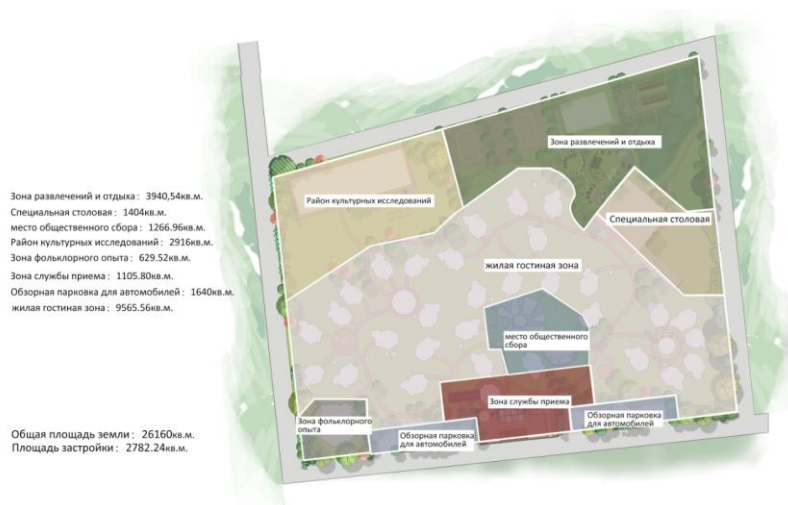 Зона развлечений и отдыха
Район культурных исследований
Специальная столовая
жилая гостиная зона
место общественного
сбора
Зона службы приема
Зона фольклорного
опыта
Обзорная парковка
для автомобилей
Обзорная парковка
для автомобилей
Зона развлечений и отдыха : 3940,54кв.м.
Специальная столовая : 1404кв.м.
место общественного сбора : 1266.96кв.м.
Район культурных исследований : 2916кв.м.
Зона фольклорного опыта : 629.52кв.м.
Зона службы приема : 1105.80кв.м.
Обзорная парковка для автомобилей : 1640кв.м.
жилая гостиная зона : 9565.56кв.м.
Общая площадь земли : 26160кв.м.
Площадь застройки : 2782.24кв.м.